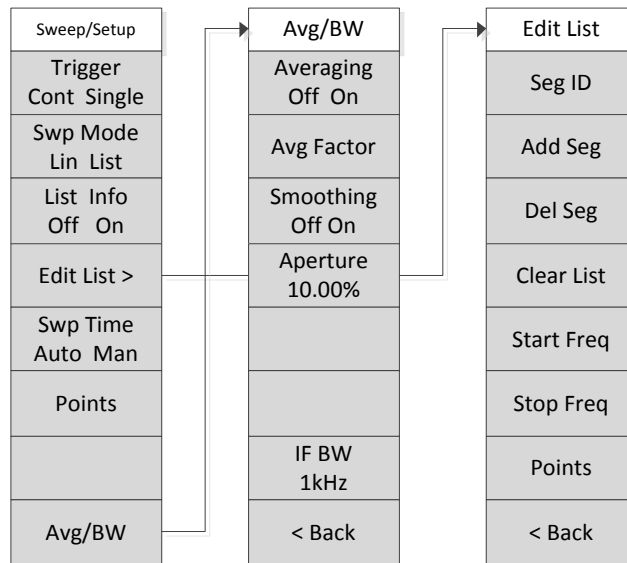 Sweep/Setup
Trigger
Cont Single
Swp Mode
Lin List
List Info
Off On
Edit List >
Swp Time
Auto Man
Points
Avg/BW
Avg/BW
Averaging
Off On
Avg Factor
Smoothing
Off On
Aperture
10.00%
IF BW
1kHz
< Back
Edit List
Seg ID
Add Seg
Del Seg
Clear List
Start Freq
Stop Freq
Points
< Back